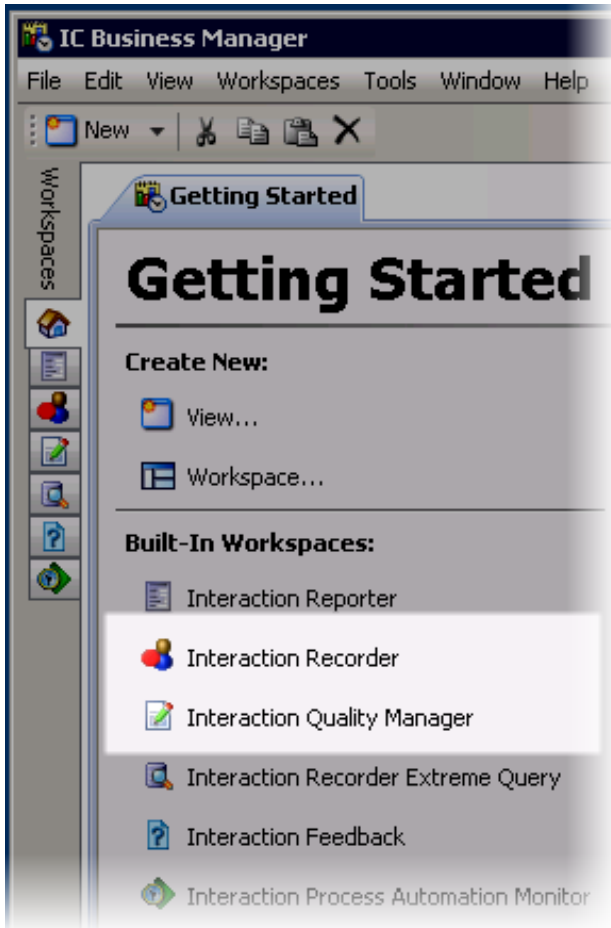 IC Business Manager
File Edit View Workspaces Tools Window Help
New
Workspaces
Getting Started
Getting Started
Create New:
View...
Workspace...
Built-In Workspaces:
Interaction Reporter
Interaction Recorder
Interaction Quality Manager
Interaction Recorder Extreme Query
Interaction Feedback
Interaction Process Automation Monitor